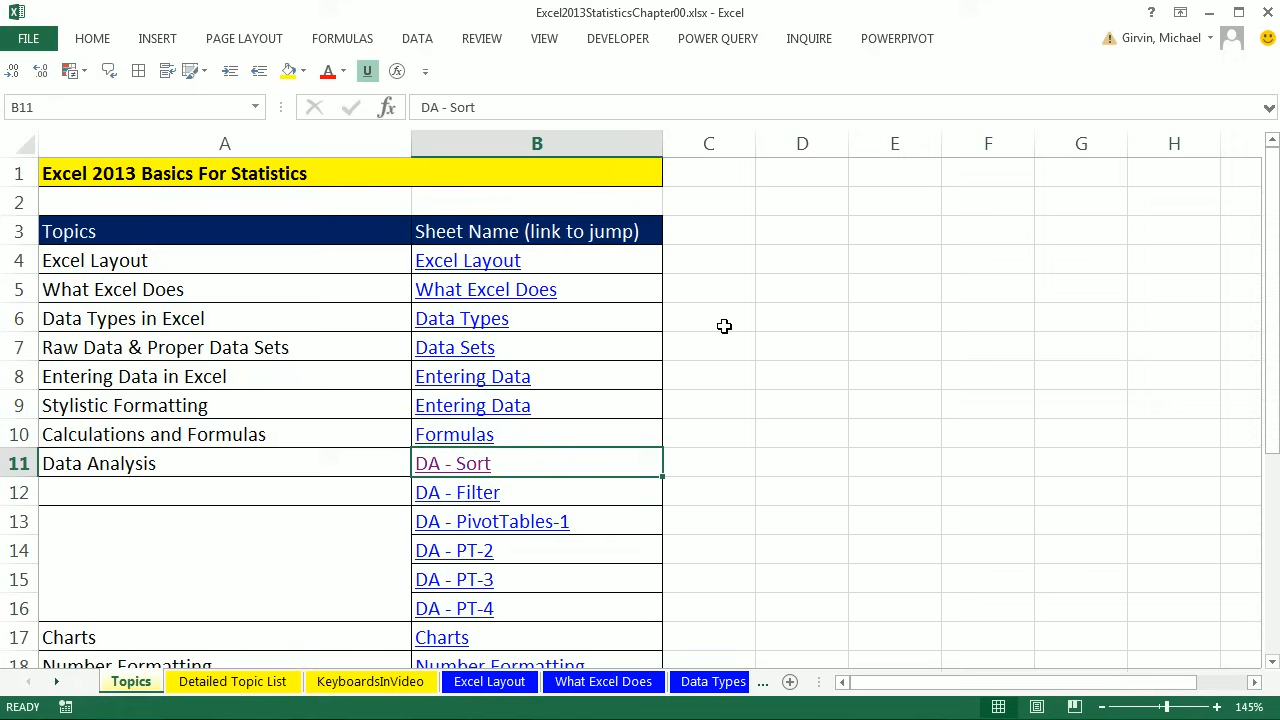 Excel2013StatisticsChapter00.xlsx - Excel
?
FILE HOME INSERT PAGE LAYOUT FORMULAS DATA REVIEW VIEW DEVELOPER POWER QUERY INQUIRE POWERPIVOT Girvin, Michael
B11 fx DA - Sort
A B C D E F G H
1 Excel 2013 Basics For Statistics
2
3 Topics Sheet Name (link to jump)
4 Excel Layout Excel Layout
5 What Excel Does What Excel Does
6 Data Types in Excel Data Types
7 Raw Data & Proper Data Sets Data Sets
8 Entering Data in Excel Entering Data
9 Stylistic Formatting Entering Data
10 Calculations and Formulas Formulas
11 Data Analysis DA - Sort
12 DA - Filter
13 DA - PivotTables-1
14 DA - PT-2
15 DA - PT-3
16 DA - PT-4
17 Charts Charts
18 Number Formatting Number Formatting
Topics Detailed Topic List KeyboardsInVideo Excel Layout What Excel Does Data Types ...
READY 145%